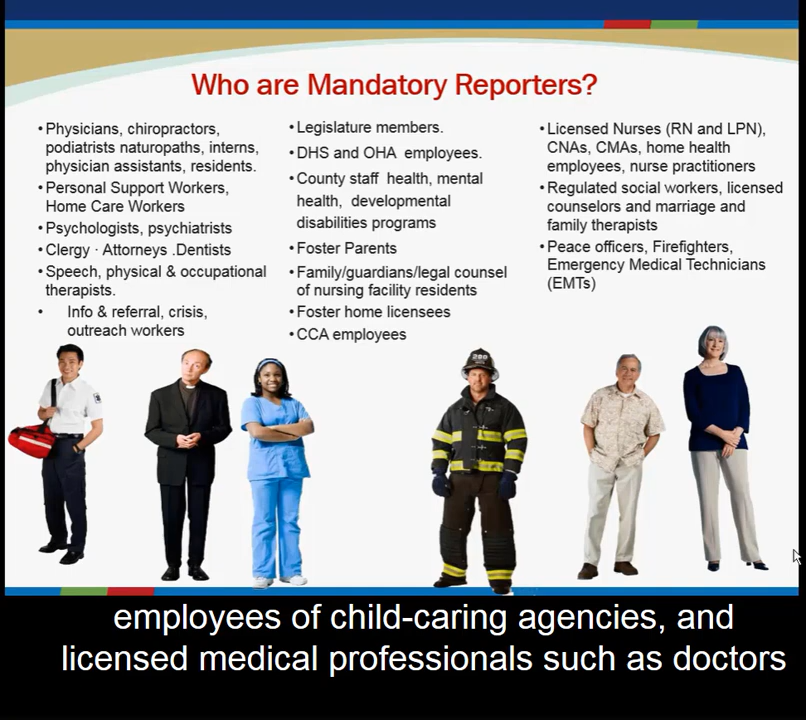 Who are Mandatory Reporters?
• Physicians, chiropractors,
podiatrists naturopaths, interns,
physician assistants, residents.
• Personal Support Workers,
Home Care Workers
• Psychologists, psychiatrists
• Clergy · Attorneys .Dentists
• Speech, physical & occupational
therapists.
• Info & referral, crisis,
outreach workers
• Legislature members.
• DHS and OHA employees.
• County staff health, mental
health, developmental
disabilities programs
• Foster Parents
• Family/guardians/legal counsel
of nursing facility residents
• Foster home licensees
• CCA employees
• Licensed Nurses (RN and LPN),
CNAs, CMAs, home health
employees, nurse practitioners
• Regulated social workers, licensed
counselors and marriage and
family therapists
• Peace officers, Firefighters,
Emergency Medical Technicians
(EMTs)
employees of child-caring agencies, and
licensed medical professionals such as doctors